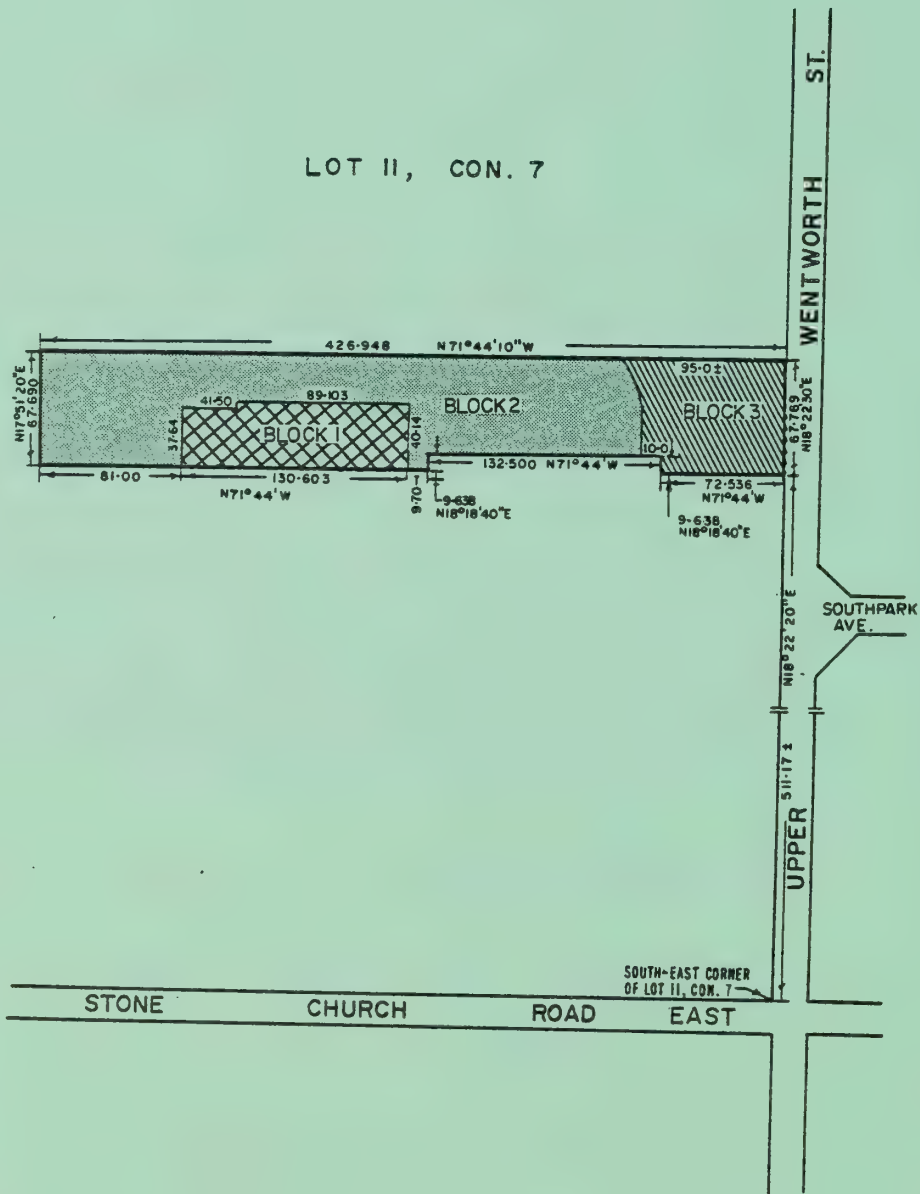 ST.
WENTWORTH
LOT 11, CON. 7
426·948 N71°44'10"W
N17°51'20"E
67·690
95·0±
41·50
89·103
BLOCK 2
BLOCK 3
67·769
N18°22'30"E
37·64
BLOCK 1
40·14
10·0
132·500 N71°44'W
81·00
130·603
N71°44'W
9·70
9·638
N18°18'40"E
72·536
N71°44'W
9·638
N18°18'40"E
N18°22'20"E
SOUTHPARK
AVE.
511·17 ±
UPPER
SOUTH-EAST CORNER
OF LOT 11, CON. 7
STONE CHURCH ROAD EAST